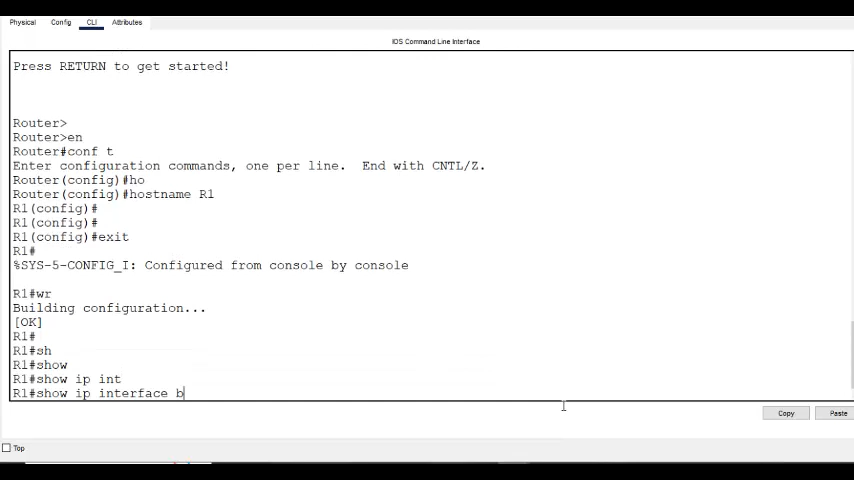 Physical Config CLI Attributes
IOS Command Line Interface
Press RETURN to get started!
Router>
Router>en
Router#conf t
Enter configuration commands, one per line.  End with CNTL/Z.
Router(config)#ho
Router(config)#hostname R1
R1(config)#
R1(config)#
R1(config)#exit
R1#
%SYS-5-CONFIG_I: Configured from console by console
R1#wr
Building configuration...
[OK]
R1#
R1#sh
R1#show
R1#show ip int
R1#show ip interface b
Copy Paste
Top